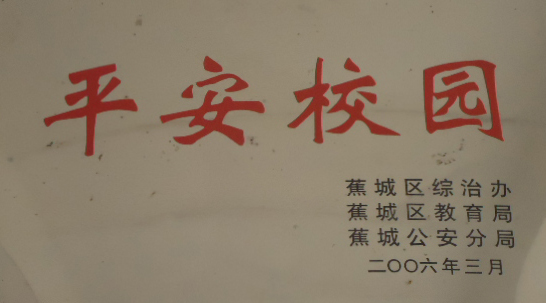 平安校园
蕉城区综治办
蕉城区教育局
蕉城公安分局
二〇〇六年三月